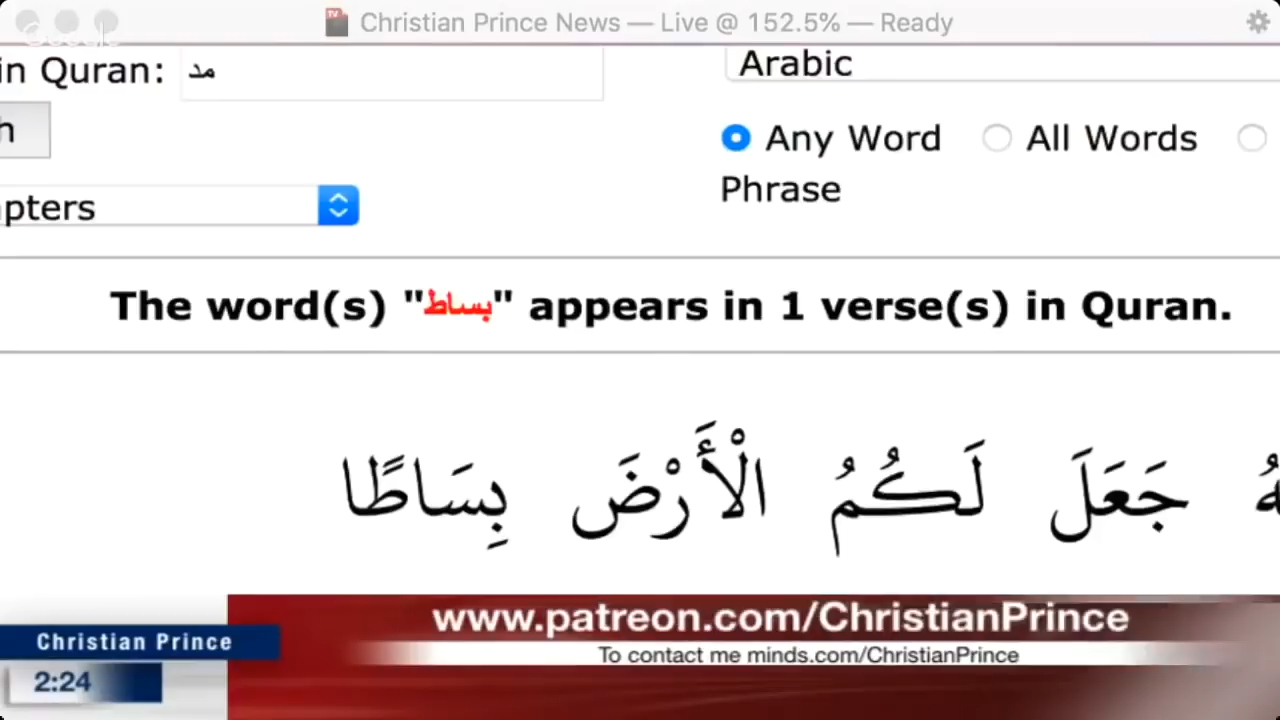 Christian Prince News — Live @ 152.5% — Ready
Google
in Quran: مد
Arabic
h
Any Word All Words
Phrase
pters
The word(s) "بساط" appears in 1 verse(s) in Quran.
هُ جَعَلَ لَكُمُ الْأَرْضَ بِسَاطًا
www.patreon.com/ChristianPrince
To contact me minds.com/ChristianPrince
Christian Prince
2:24